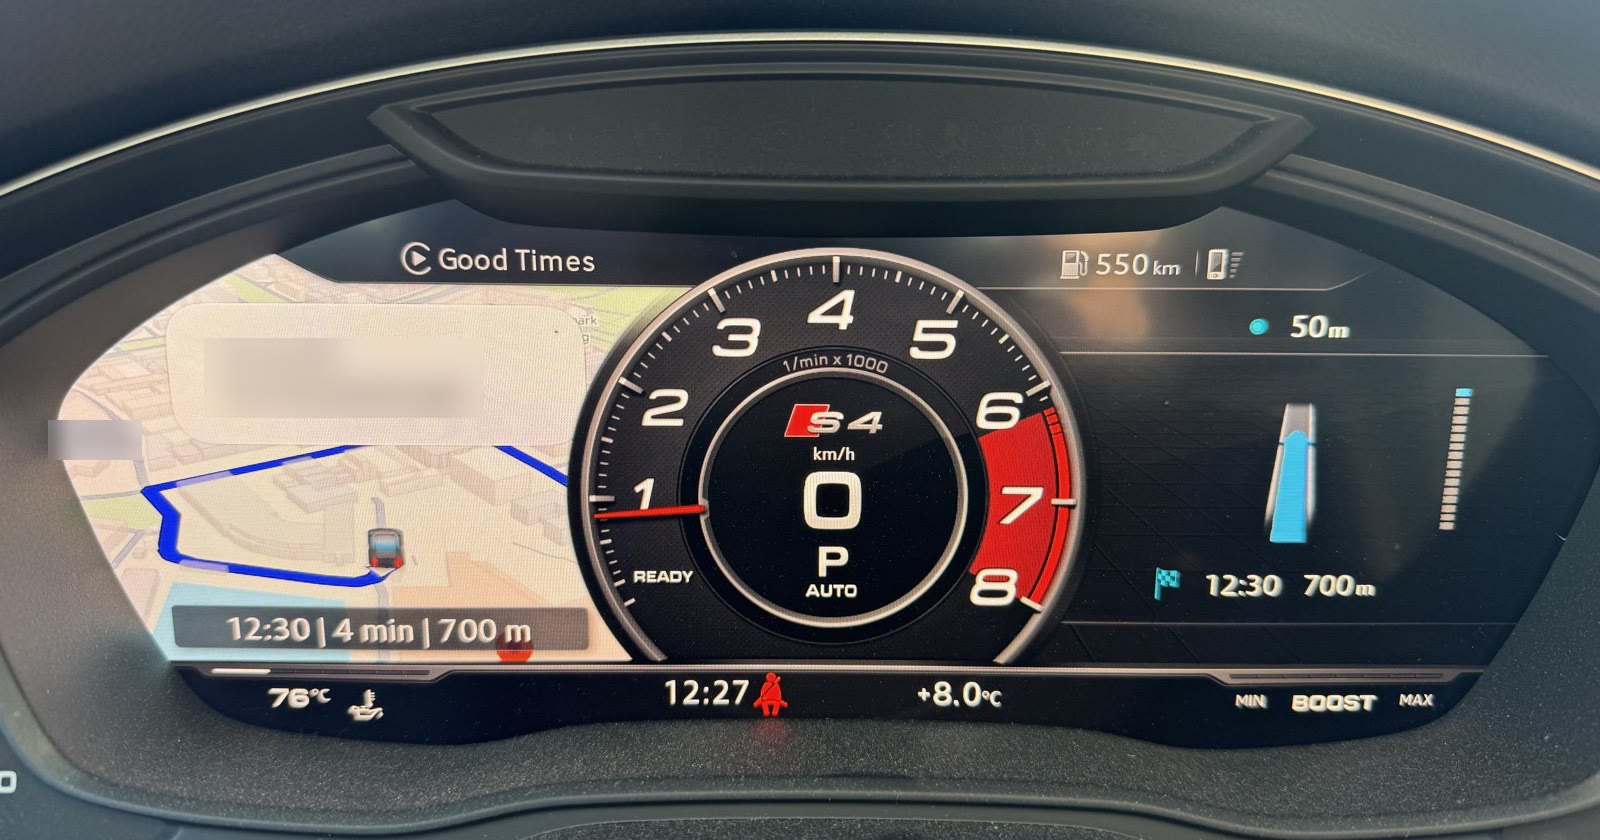 Good Times
550 km
50 m
ark
g
4
3
5
1/min x 1000
2
6
S4
km/h
0
1
7
P
AUTO
READY
8
12:30 700 m
12:30 | 4 min | 700 m
76°C
12:27
+8.0°C
MIN BOOST MAX